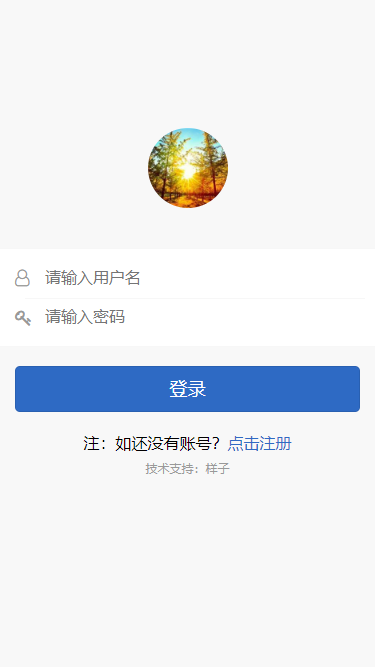 请输入用户名
请输入密码
登录
注：如还没有账号？点击注册
技术支持：样子